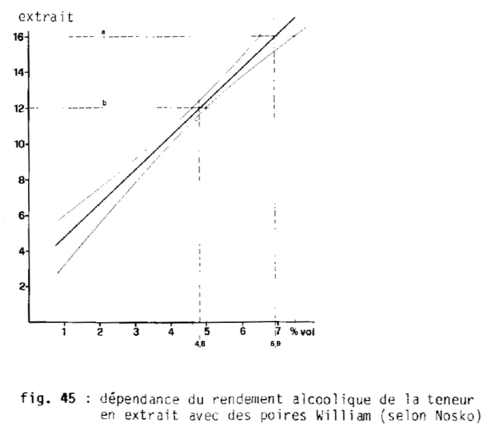 extrait
16
a
14
12
b
10
8
6
4
2
1 2 3 4 5 6 7 % vol
4,8 6,9
fig. 45 : dépendance du rendement alcoolique de la teneur
en extrait avec des poires William (selon Nosko)